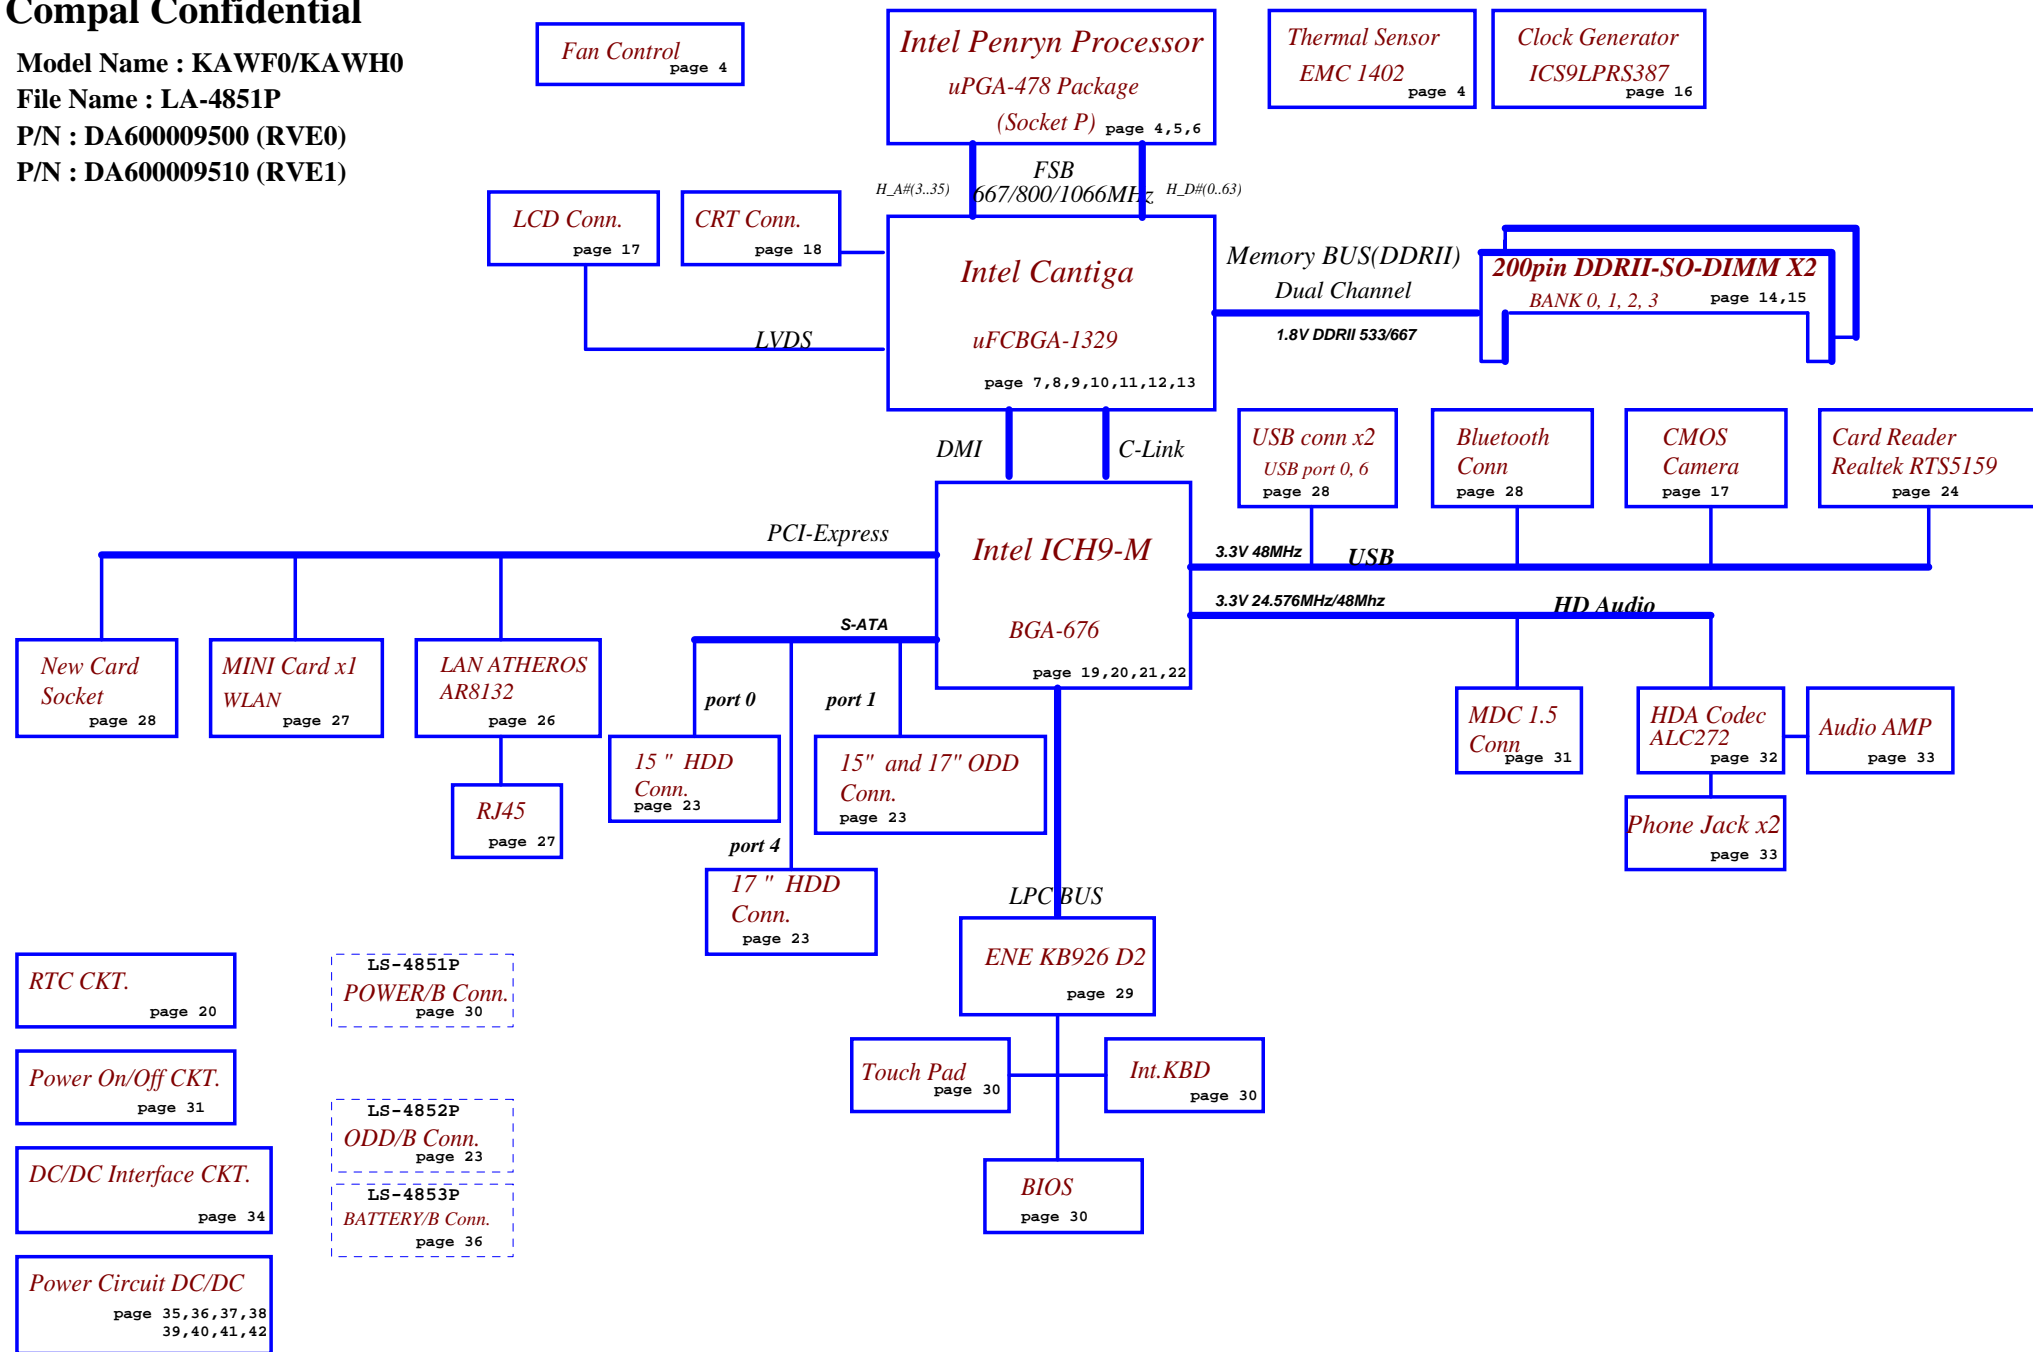 Compal Confidential
Model Name : KAWF0/KAWH0
File Name : LA-4851P
P/N : DA600009500 (RVE0)
P/N : DA600009510 (RVE1)
Fan Control
page 4
Intel Penryn Processor
uPGA-478 Package
(Socket P) page 4,5,6
Thermal Sensor
EMC 1402
page 4
Clock Generator
ICS9LPRS387
page 16
H_A#(3..35)
FSB
667/800/1066MHz
H_D#(0..63)
LCD Conn.
page 17
CRT Conn.
page 18
LVDS
Intel Cantiga
uFCBGA-1329
page 7,8,9,10,11,12,13
Memory BUS(DDRII)
Dual Channel
1.8V DDRII 533/667
200pin DDRII-SO-DIMM X2
BANK 0, 1, 2, 3 page 14,15
DMI
C-Link
USB conn x2
USB port 0, 6
page 28
Bluetooth
Conn
page 28
CMOS
Camera
page 17
Card Reader
Realtek RTS5159
page 24
PCI-Express
Intel ICH9-M
BGA-676
page 19,20,21,22
3.3V 48MHz
USB
3.3V 24.576MHz/48Mhz
HD Audio
S-ATA
New Card
Socket
page 28
MINI Card x1
WLAN
page 27
LAN ATHEROS
AR8132
page 26
RJ45
page 27
port 0
port 1
port 4
15 " HDD
Conn.
page 23
15" and 17" ODD
Conn.
page 23
17 " HDD
Conn.
page 23
MDC 1.5
Conn
page 31
HDA Codec
ALC272
page 32
Audio AMP
page 33
Phone Jack x2
page 33
LPC BUS
ENE KB926 D2
page 29
Touch Pad
page 30
Int.KBD
page 30
BIOS
page 30
RTC CKT.
page 20
Power On/Off CKT.
page 31
DC/DC Interface CKT.
page 34
Power Circuit DC/DC
page 35,36,37,38
39,40,41,42
LS-4851P
POWER/B Conn.
page 30
LS-4852P
ODD/B Conn.
page 23
LS-4853P
BATTERY/B Conn.
page 36